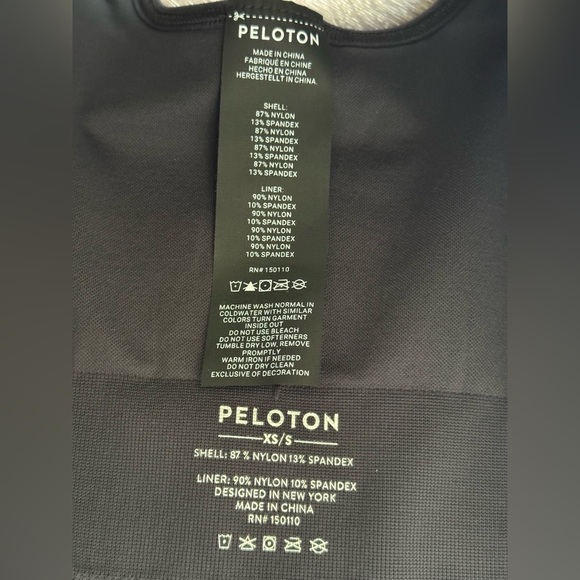 PELOTON
MADE IN CHINA
FABRIQUÉ EN CHINE
HECHO EN CHINA
HERGESTELLT IN CHINA.
SHELL:
87% NYLON
13% SPANDEX
87% NYLON
13% SPANDEX
87% NYLON
13% SPANDEX
87% NYLON
13% SPANDEX
LINER:
90% NYLON
10% SPANDEX
90% NYLON
10% SPANDEX
90% NYLON
10% SPANDEX
90% NYLON
10% SPANDEX
RN# 150110
MACHINE WASH NORMAL IN
COLDWATER WITH SIMILAR
COLORS TURN GARMENT
INSIDE OUT
DO NOT USE BLEACH
DO NOT USE SOFTENERS
TUMBLE DRY LOW, REMOVE
PROMPTLY
WARM IRON IF NEEDED
DO NOT DRY CLEAN
EXCLUSIVE OF DECORATION
PELOTON
XS/S
SHELL: 87 % NYLON 13% SPANDEX
LINER: 90% NYLON 10% SPANDEX
DESIGNED IN NEW YORK
MADE IN CHINA
RN# 150110